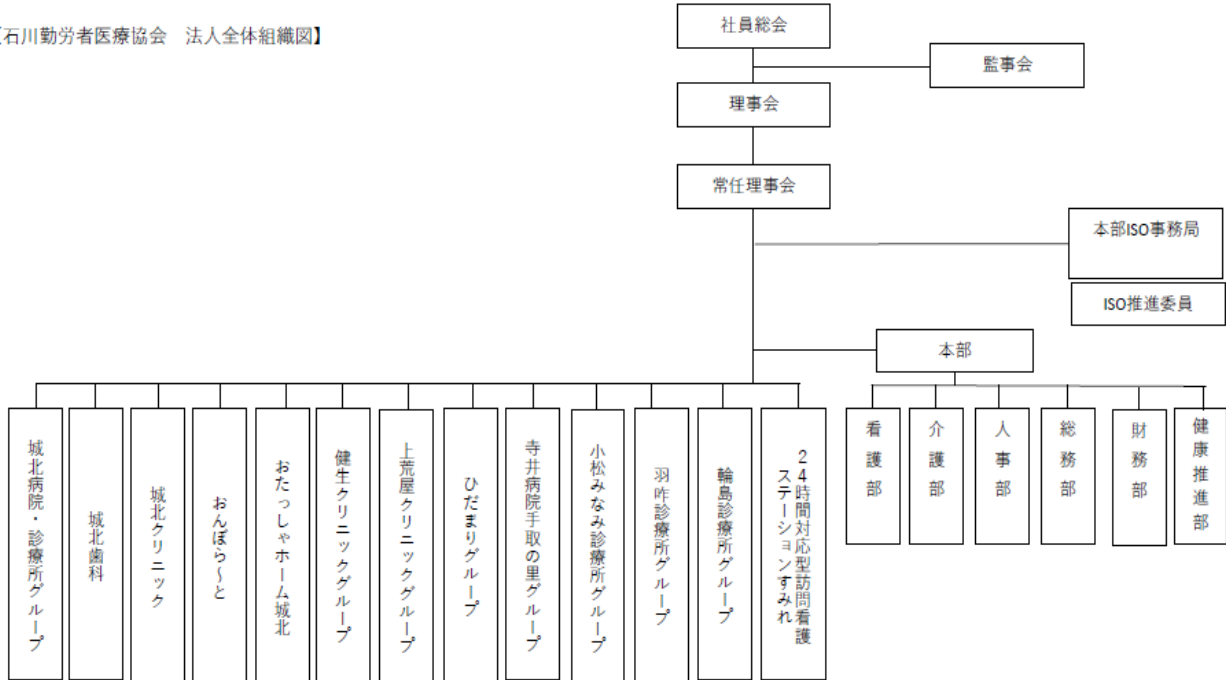 【石川勤労者医療協会　法人全体組織図】
社員総会
監事会
理事会
常任理事会
本部ISO事務局
ISO推進委員
本部
城北病院・診療所グループ
城北歯科
城北クリニック
おんぽら～と
おたっしゃホーム城北
健生クリニックグループ
上荒屋クリニックグループ
ひだまりグループ
寺井病院手取の里グループ
小松みなみ診療所グループ
羽咋診療所グループ
輪島診療所グループ
２４時間対応型訪問看護
ステーションすみれ
看護部
介護部
人事部
総務部
財務部
健康推進部